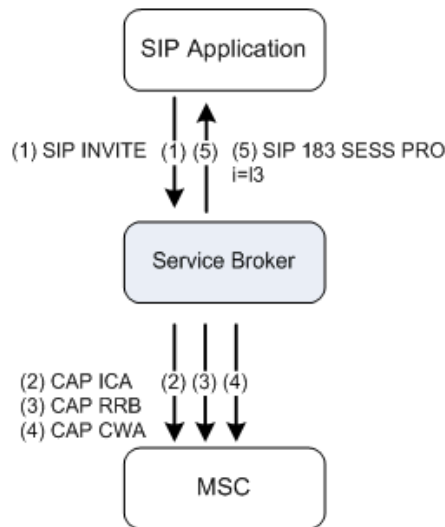 SIP Application
(1) SIP INVITE (1) (5) (5) SIP 183 SESS PRO
i=I3
Service Broker
(2) CAP ICA
(3) CAP RRB
(4) CAP CWA
(2) (3) (4)
MSC